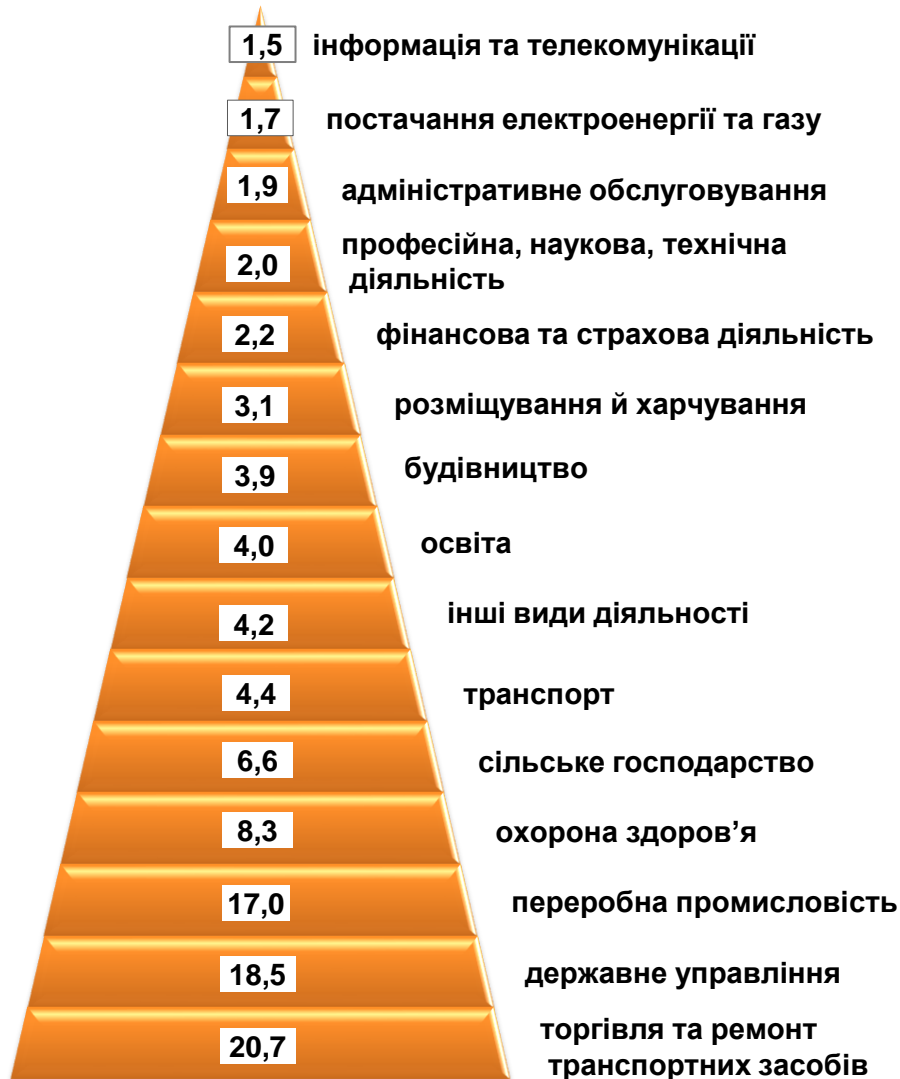 1,5 інформація та телекомунікації
1,7 постачання електроенергії та газу
1,9 адміністративне обслуговування
2,0 професійна, наукова, технічна
діяльність
2,2 фінансова та страхова діяльність
3,1 розміщування й харчування
3,9 будівництво
4,0 освіта
4,2 інші види діяльності
4,4 транспорт
6,6 сільське господарство
8,3 охорона здоров’я
17,0 переробна промисловість
18,5 державне управління
20,7 торгівля та ремонт
транспортних засобів